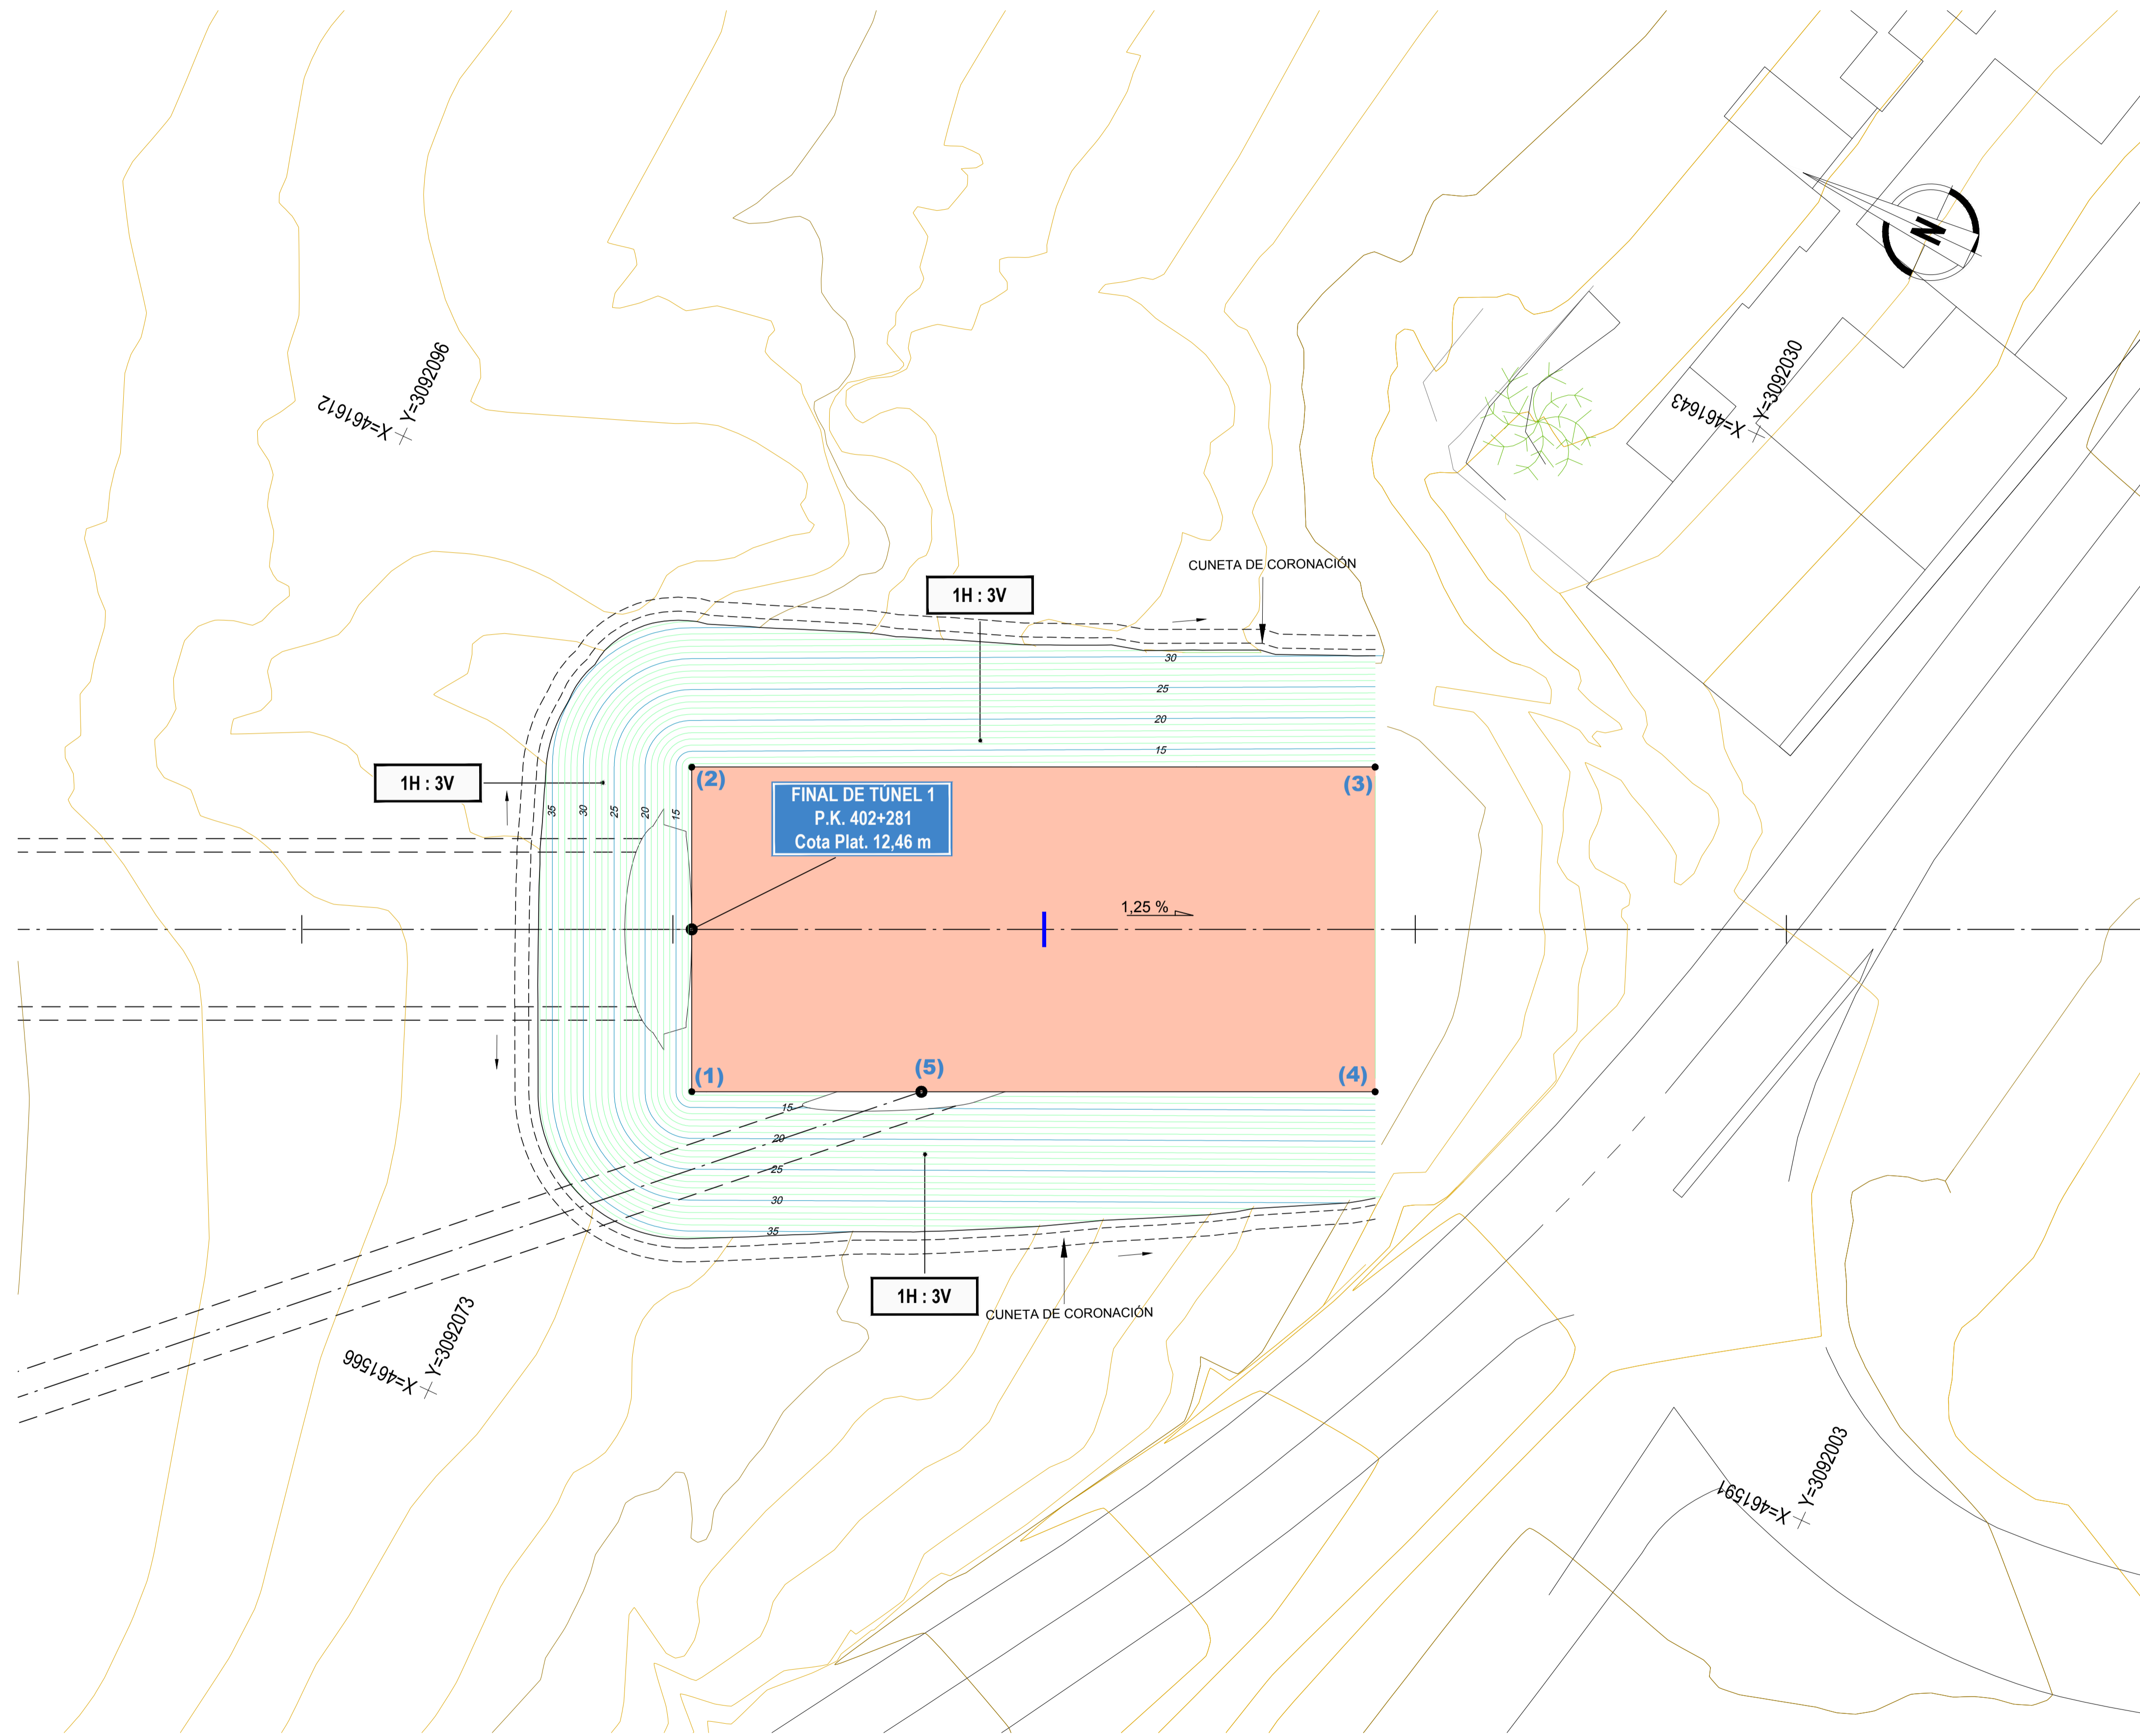 N
X=461612
Y=3092096
X=461643
Y=3092030
CUNETA DE CORONACIÓN
1H : 3V
30
25
20
15
1H : 3V
35
30
25
20
15
(2)
(3)
FINAL DE TÚNEL 1
P.K. 402+281
Cota Plat. 12,46 m
1,25 %
(1)
(5)
(4)
15
20
25
30
35
1H : 3V
CUNETA DE CORONACIÓN
X=461566
Y=3092073
X=461591
Y=3092003